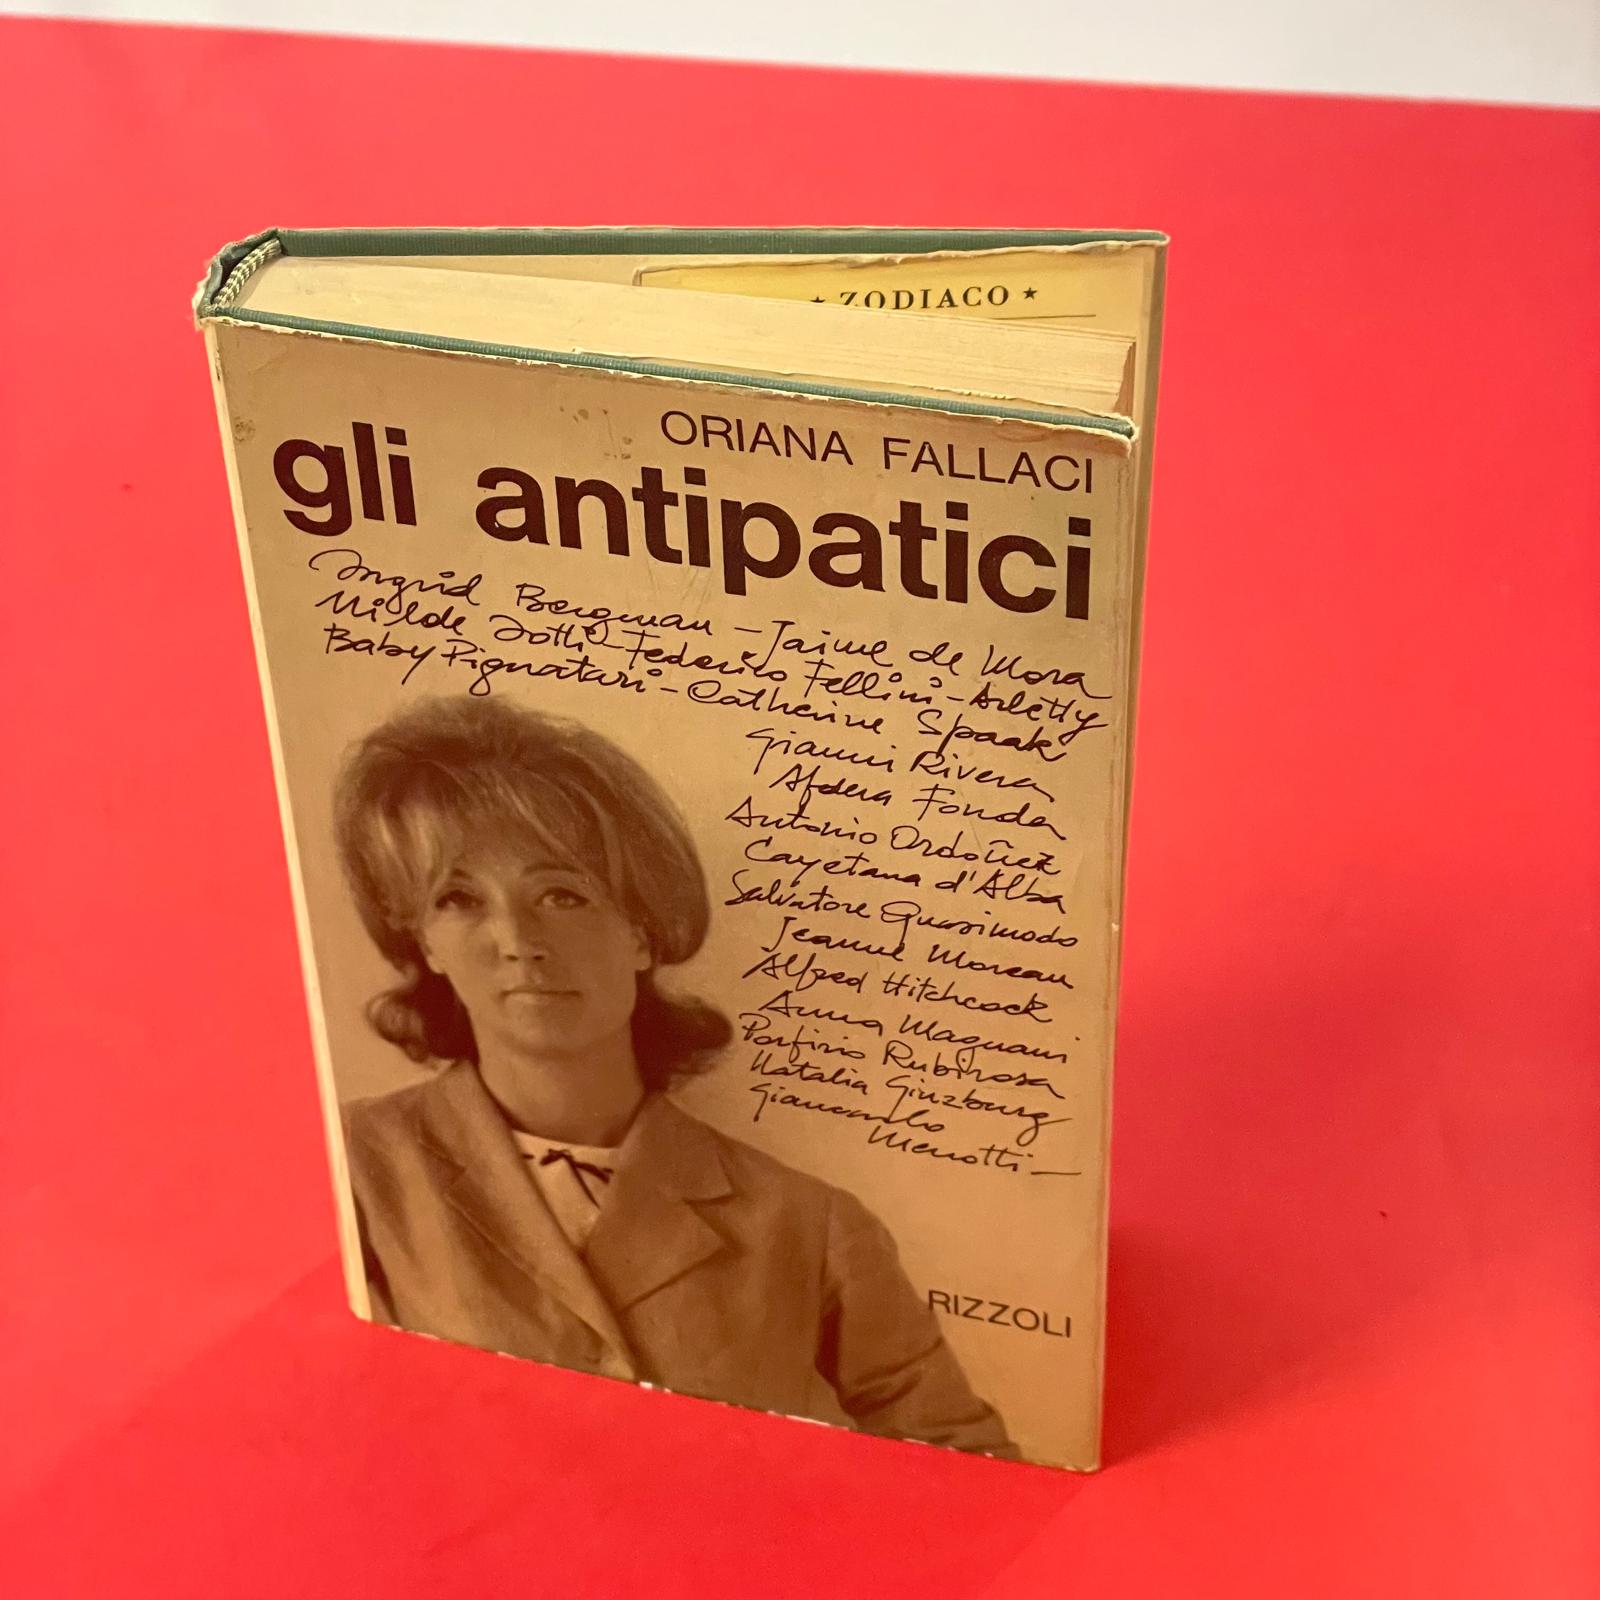 ★ ZODIACO ★
ORIANA FALLACI
gli antipatici
Ingrid Bergman - Jaime de Mora
Nilde Jotti - Federico Fellini - Arletty
Baby Pignatari - Catherine Spaak
Gianni Rivera
Afdera Fonda
Antonio Ordoñez
Cayetana d'Alba
Salvatore Quasimodo
Jeanne Moreau
Alfred Hitchcock
Anna Magnani
Porfirio Rubirosa
Natalia Ginzburg
Giancarlo
Menotti -
RIZZOLI